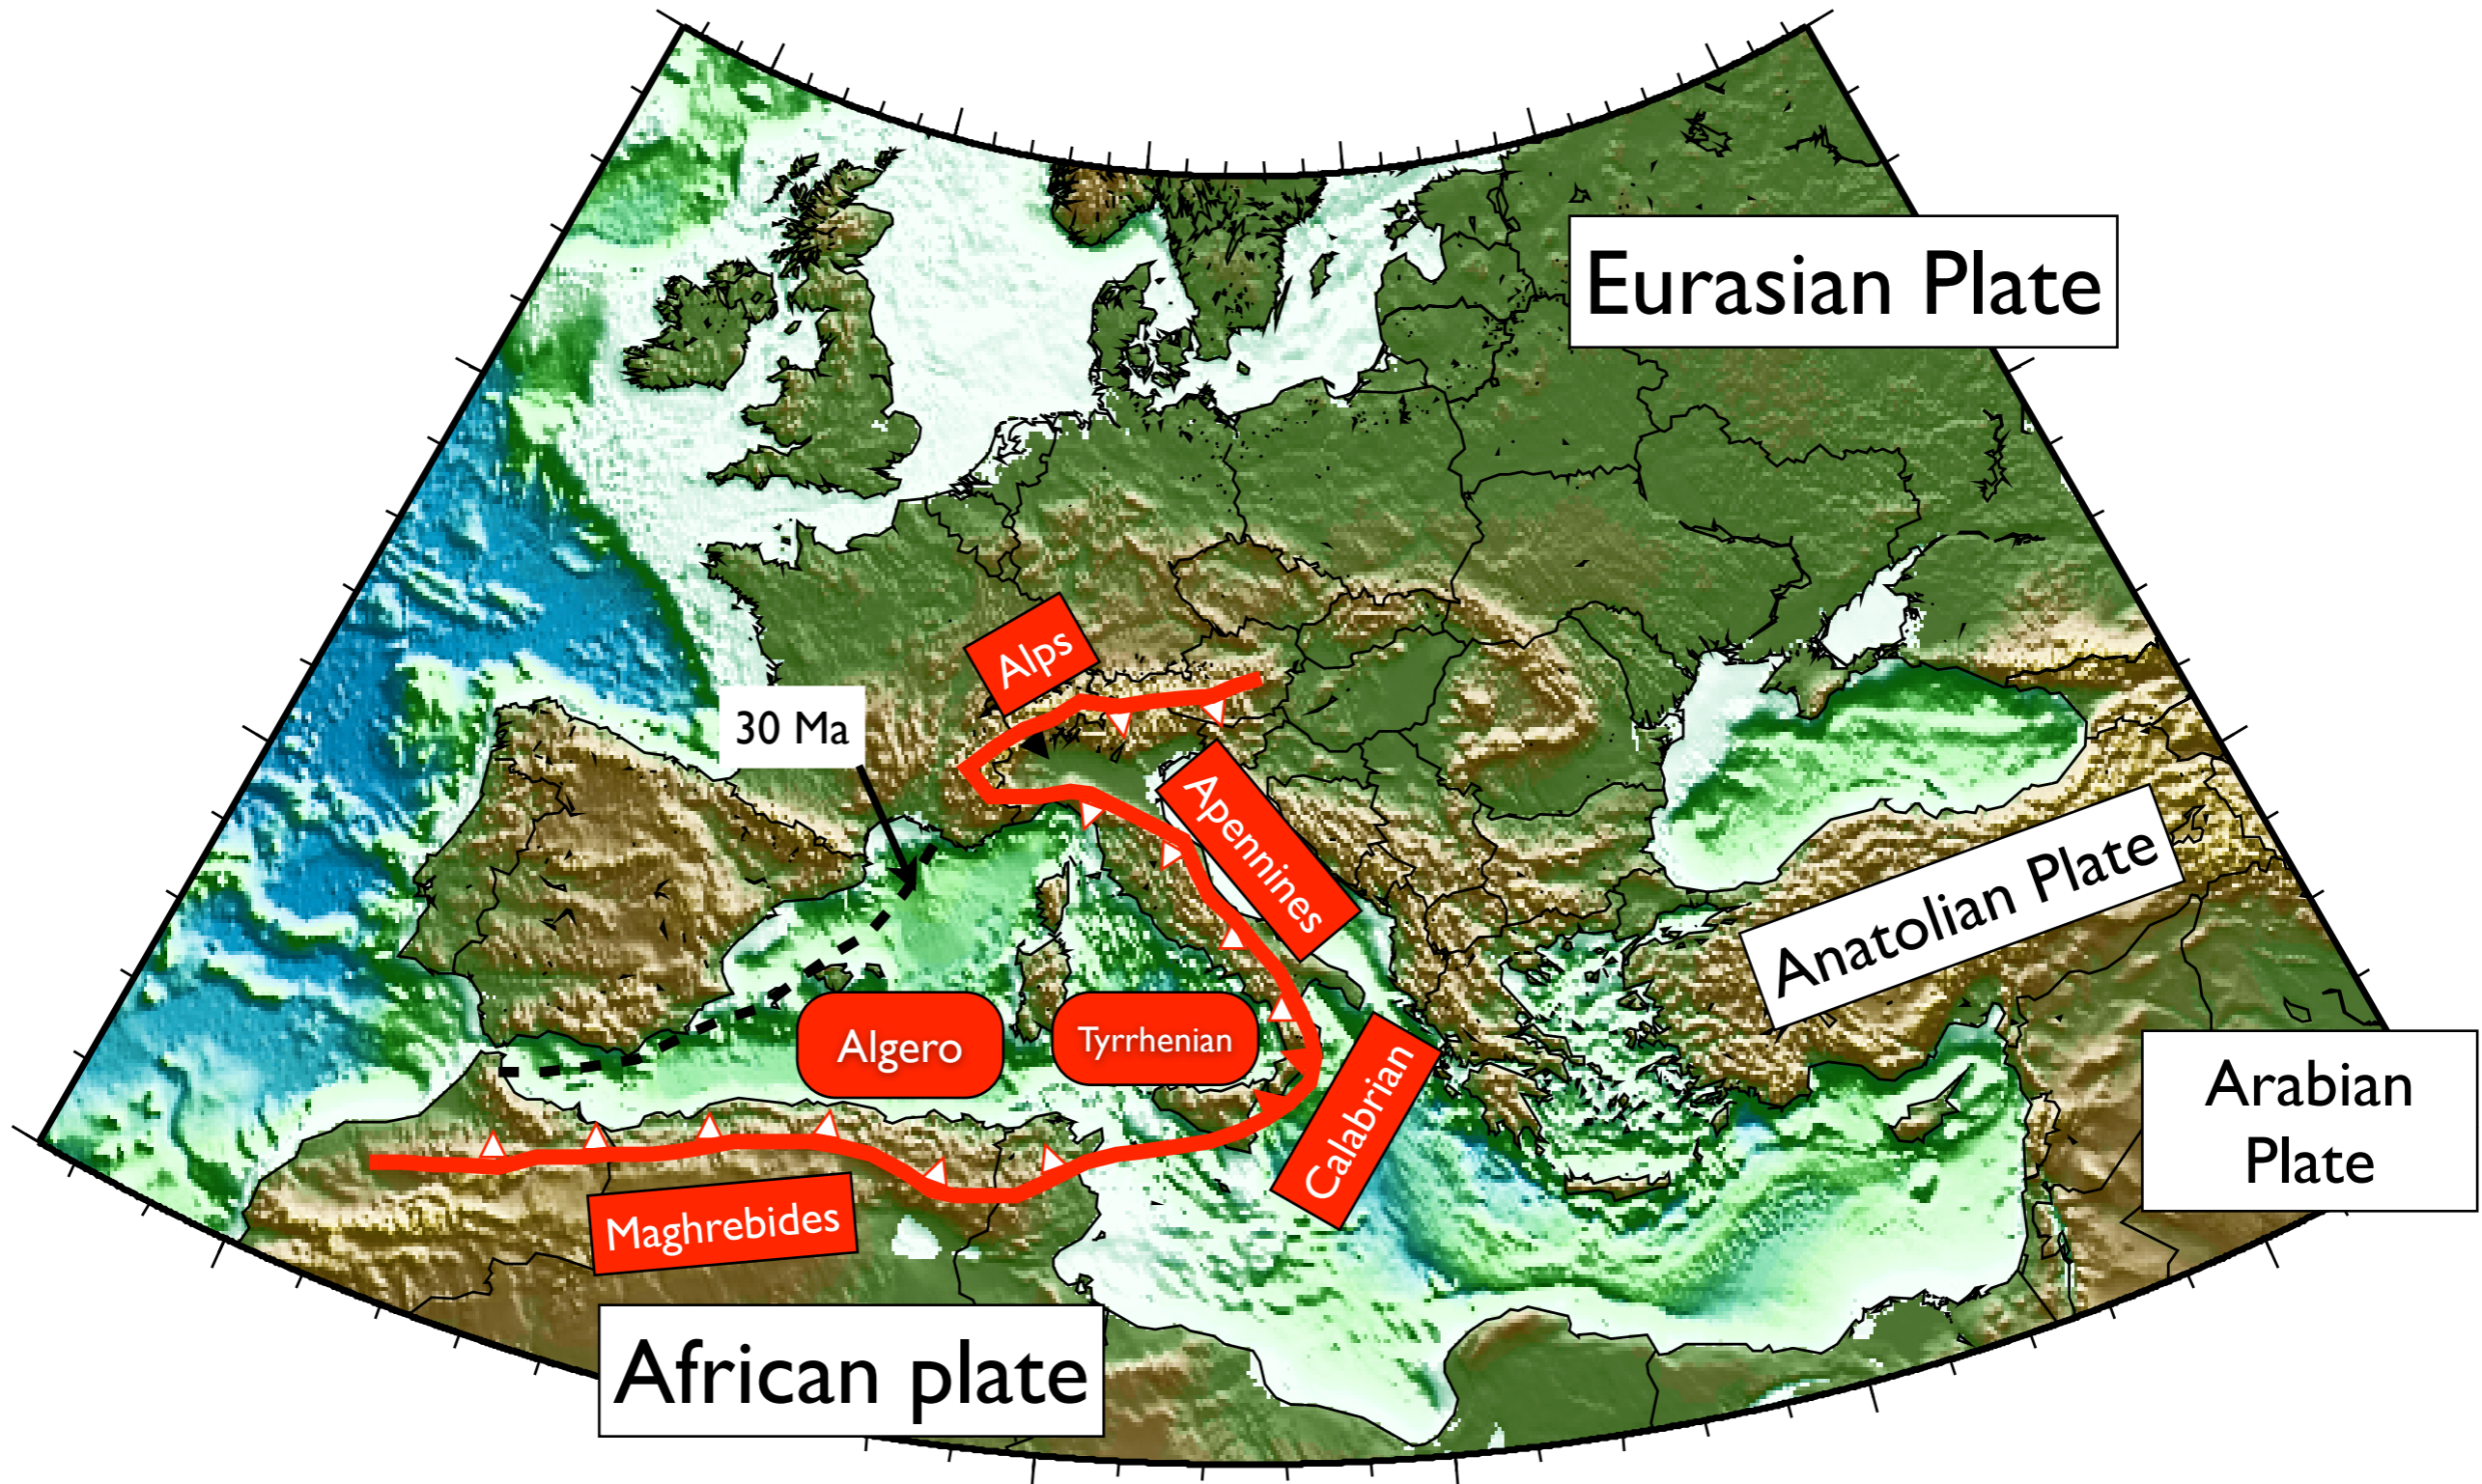 Eurasian Plate
Alps
30 Ma
Apennines
Anatolian Plate
Algero
Tyrrhenian
Calabrian
Arabian
Plate
Maghrebides
African plate